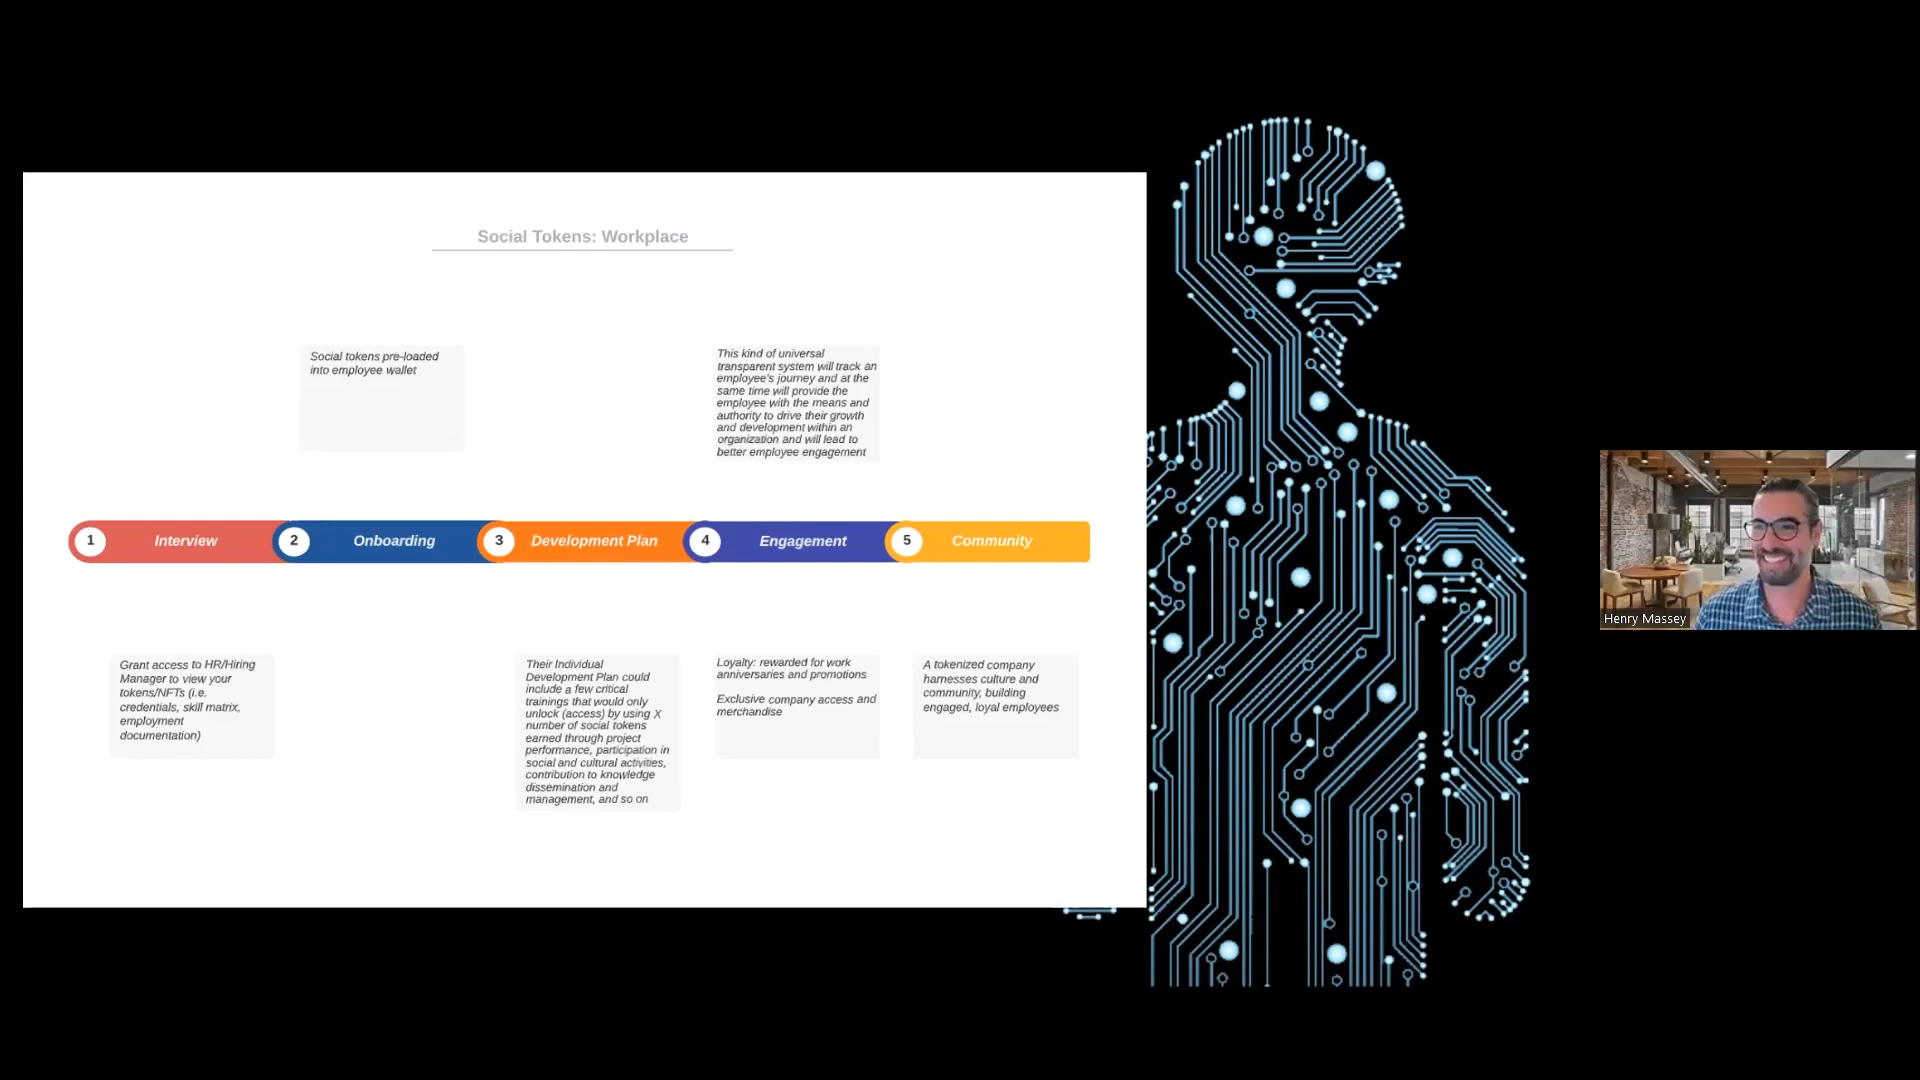 Social Tokens: Workplace
Social tokens pre-loaded
into employee wallet
This kind of universal
transparent system will track an
employee's journey and at the
same time will provide the
employee with the means and
authority to drive their growth
and development within an
organization and will lead to
better employee engagement
1 Interview
2 Onboarding
3 Development Plan
4 Engagement
5 Community
Grant access to HR/Hiring
Manager to view your
tokens/NFTs (i.e.
credentials, skill matrix,
employment
documentation)
Their Individual
Development Plan could
include a few critical
trainings that would only
unlock (access) by using X
number of social tokens
earned through project
performance, participation in
social and cultural activities,
contribution to knowledge
dissemination and
management, and so on
Loyalty: rewarded for work
anniversaries and promotions
Exclusive company access and
merchandise
A tokenized company
harnesses culture and
community, building
engaged, loyal employees
Henry Massey